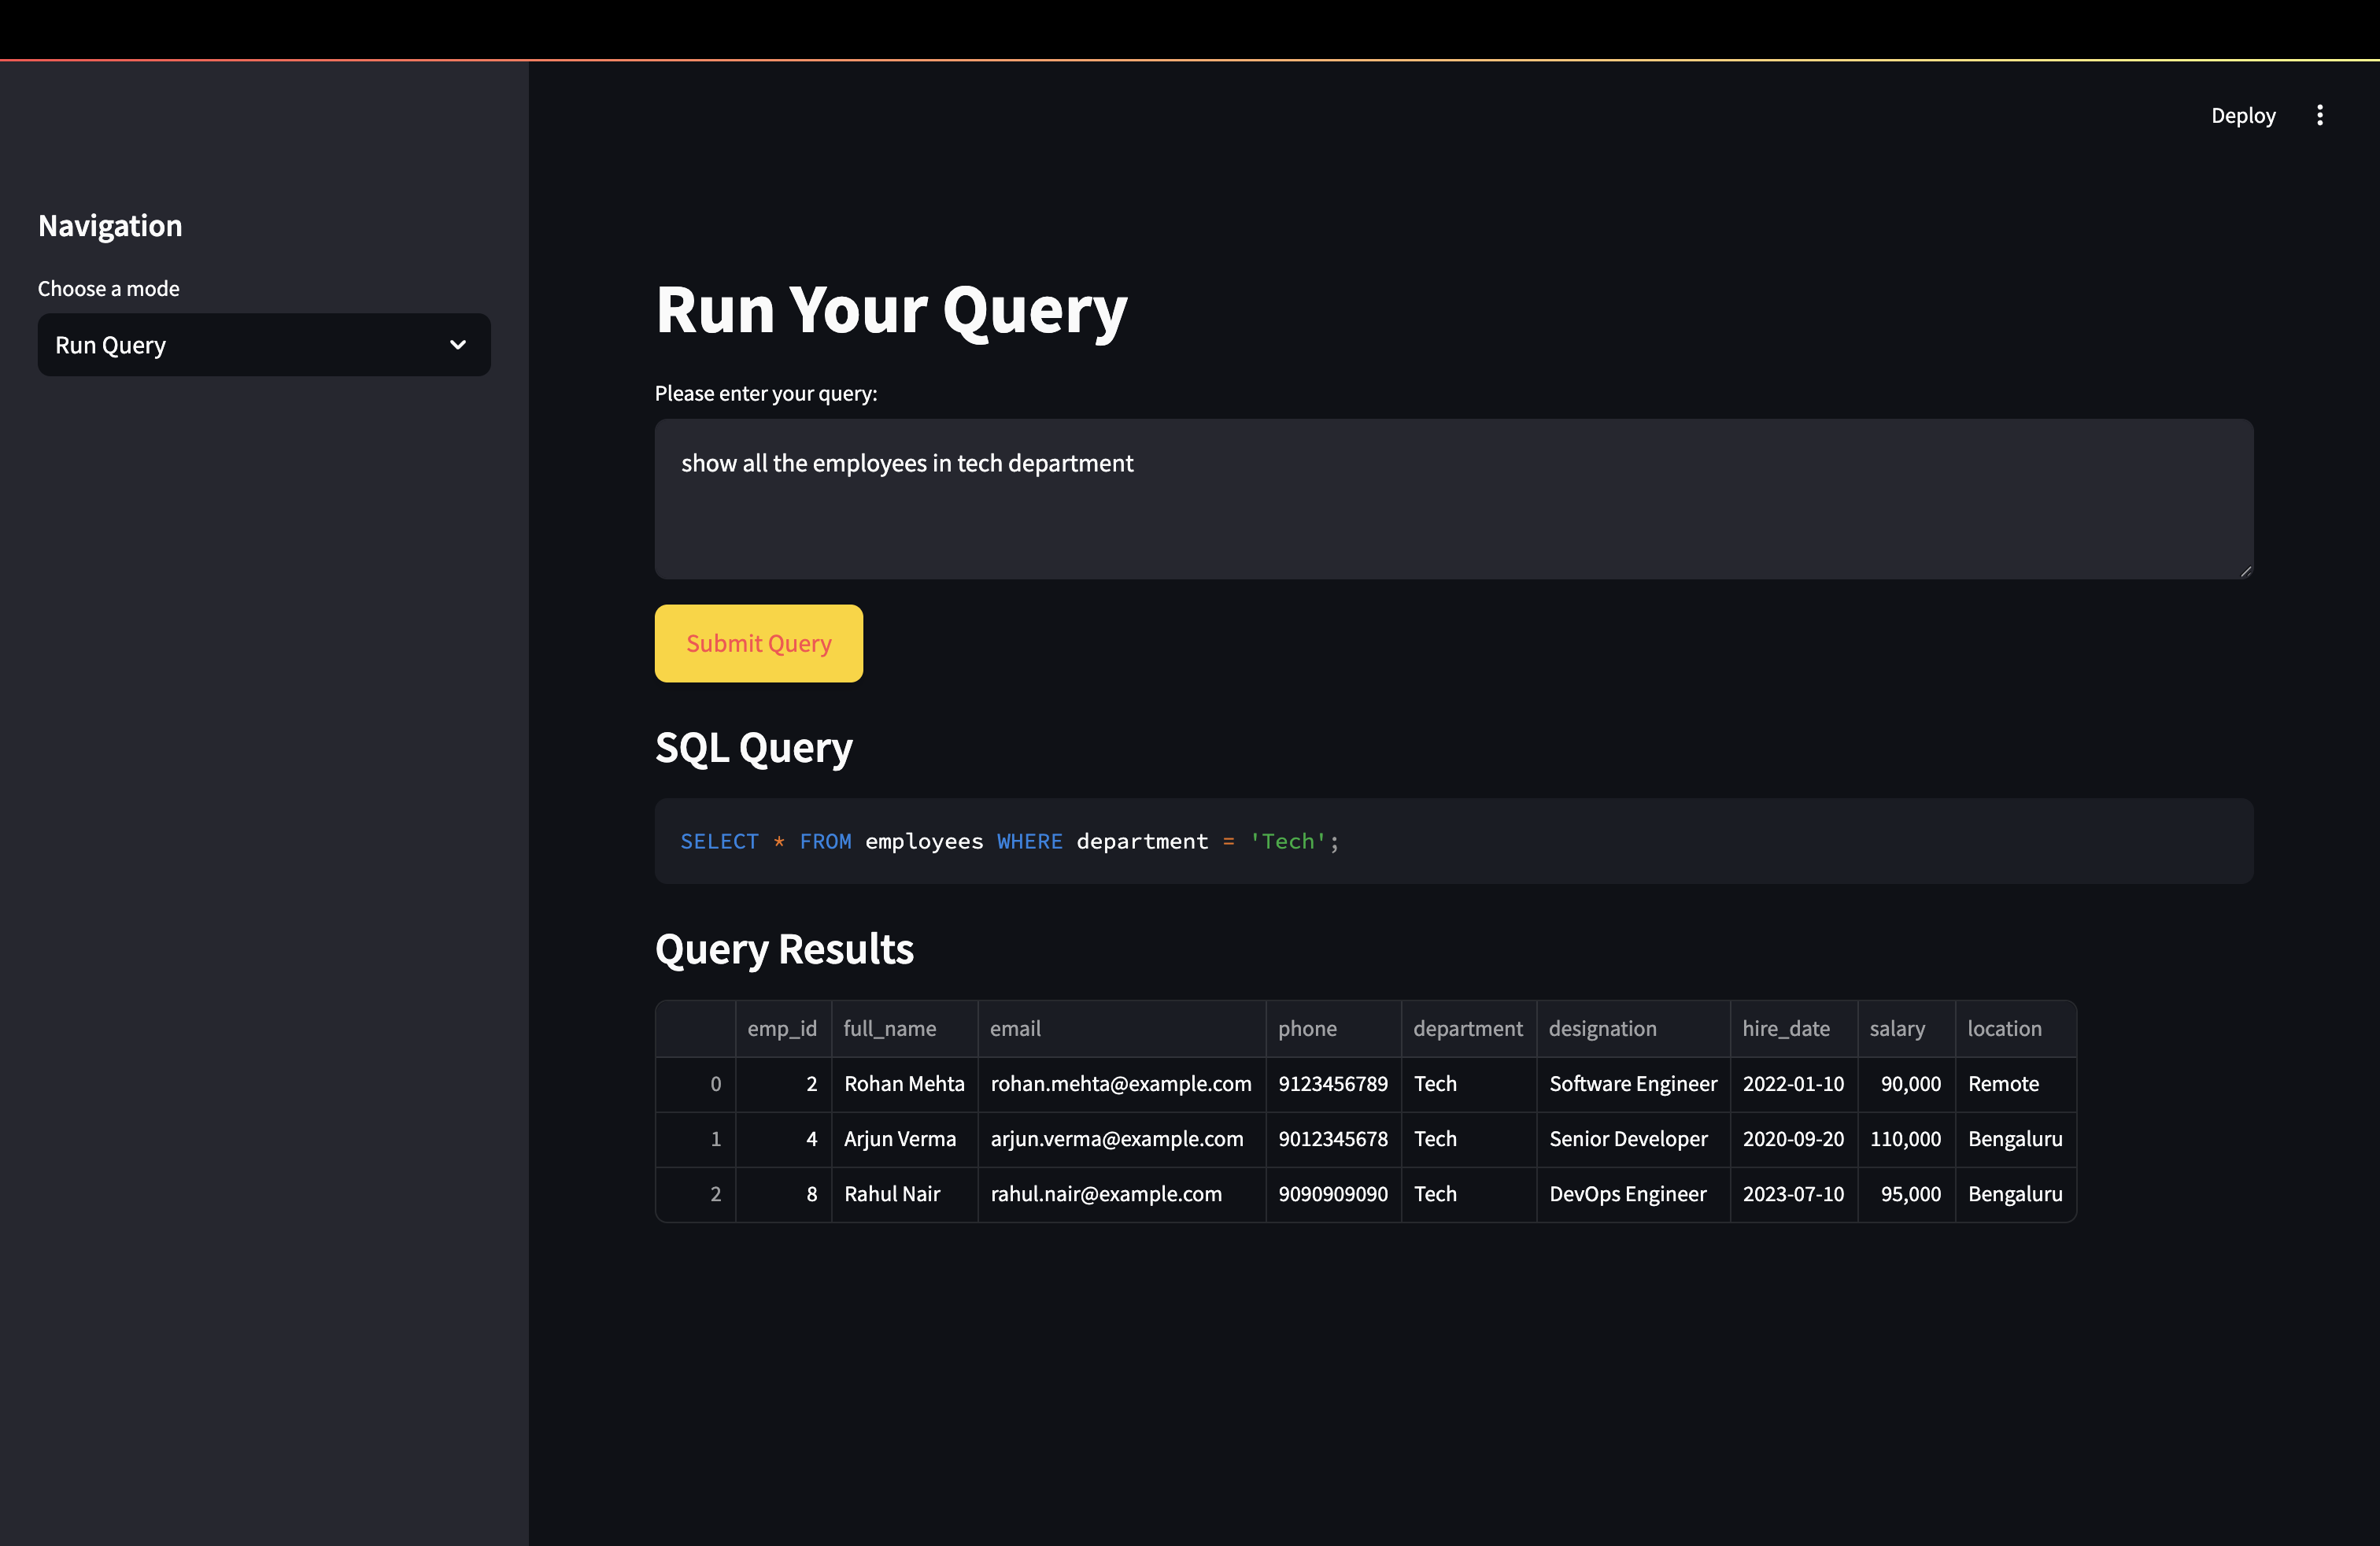 Deploy
Navigation
Choose a mode
Run Query
Run Your Query
Please enter your query:
show all the employees in tech department
Submit Query
SQL Query
SELECT * FROM employees WHERE department = 'Tech';
Query Results
emp_id full_name email phone department designation hire_date salary location
0 2 Rohan Mehta rohan.mehta@example.com 9123456789 Tech Software Engineer 2022-01-10 90,000 Remote
1 4 Arjun Verma arjun.verma@example.com 9012345678 Tech Senior Developer 2020-09-20 110,000 Bengaluru
2 8 Rahul Nair rahul.nair@example.com 9090909090 Tech DevOps Engineer 2023-07-10 95,000 Bengaluru